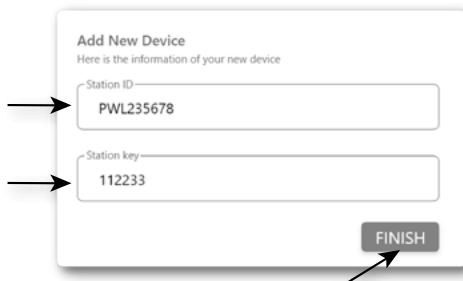 Add New Device
Here is the information of your new device
Station ID
PWL235678
Station key
112233
FINISH